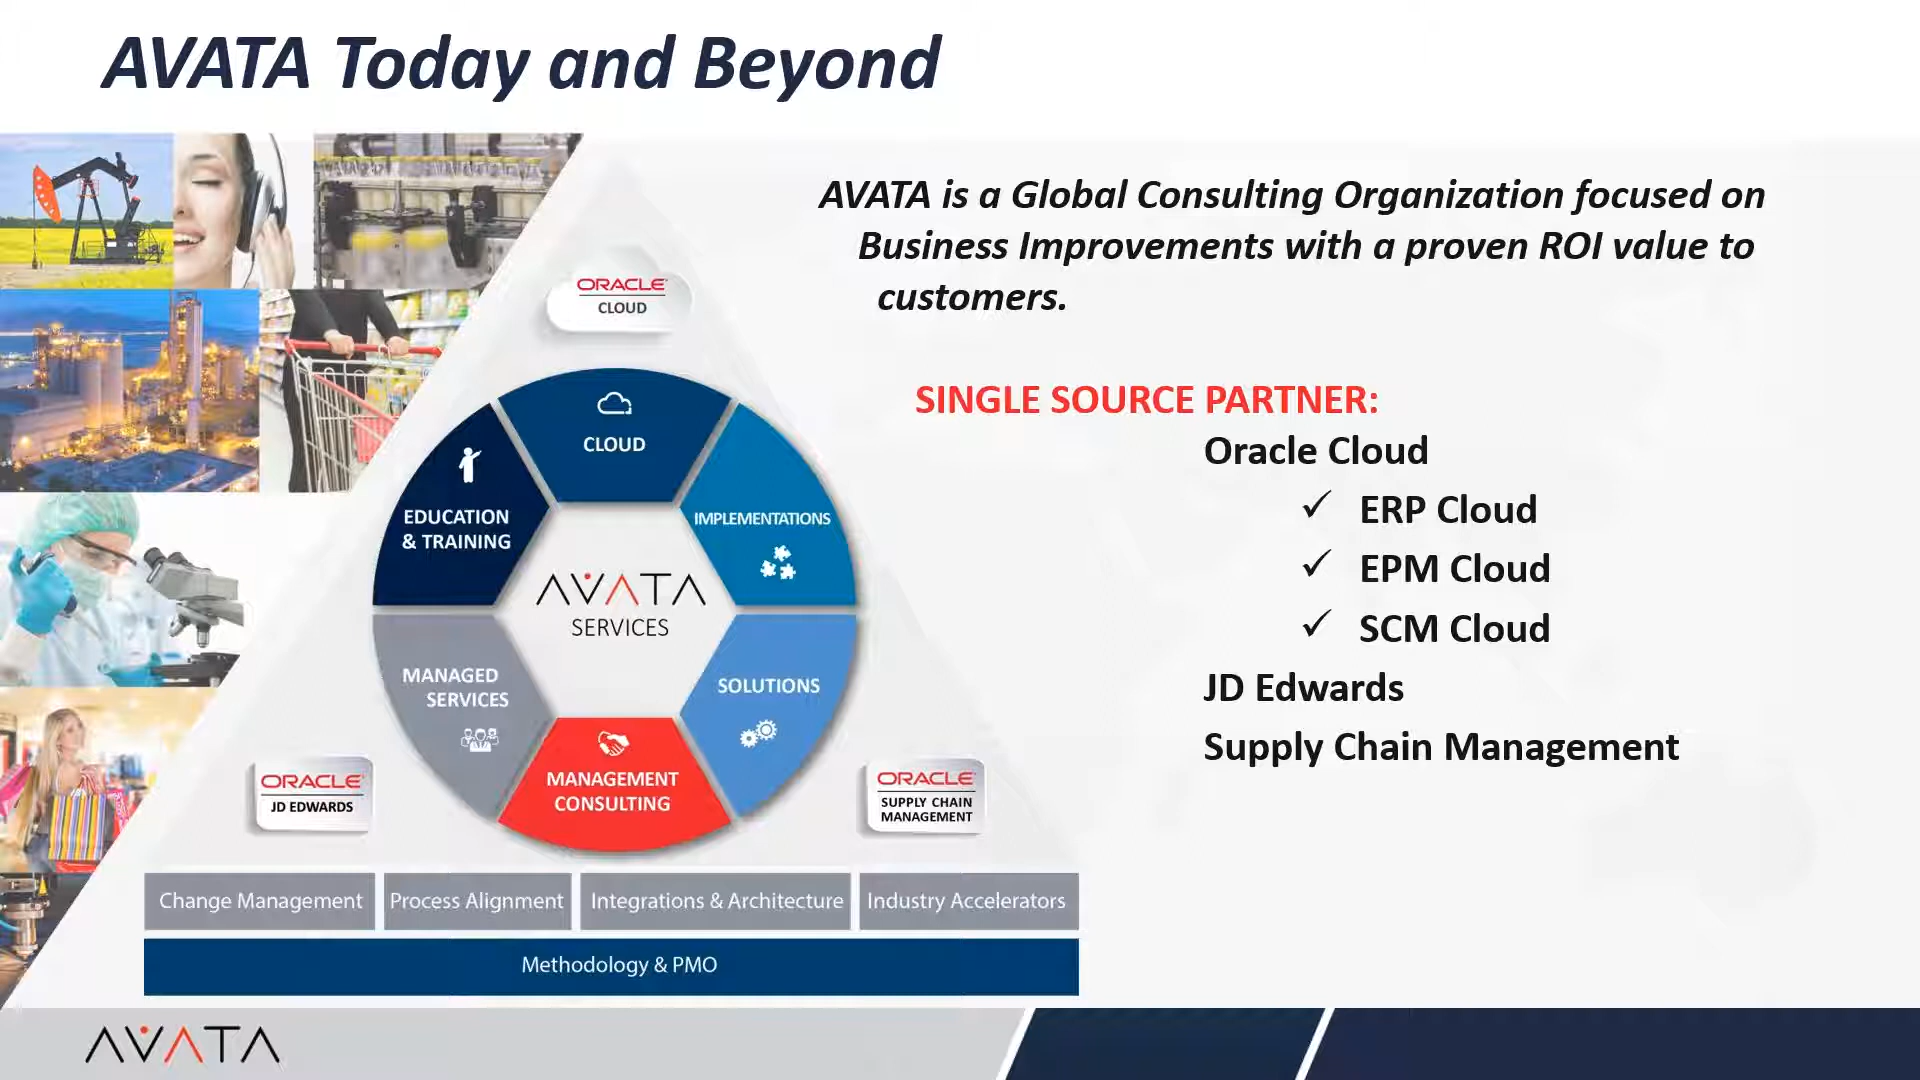 AVATA Today and Beyond
AVATA is a Global Consulting Organization focused on
Business Improvements with a proven ROI value to
customers.
SINGLE SOURCE PARTNER:
Oracle Cloud
✓ ERP Cloud
✓ EPM Cloud
✓ SCM Cloud
JD Edwards
Supply Chain Management
ORACLE
CLOUD
CLOUD
EDUCATION
& TRAINING
IMPLEMENTATIONS
AVATA
SERVICES
MANAGED
SERVICES
SOLUTIONS
MANAGEMENT
CONSULTING
ORACLE
JD EDWARDS
ORACLE
SUPPLY CHAIN
MANAGEMENT
Change Management
Process Alignment
Integrations & Architecture
Industry Accelerators
Methodology & PMO
AVATA